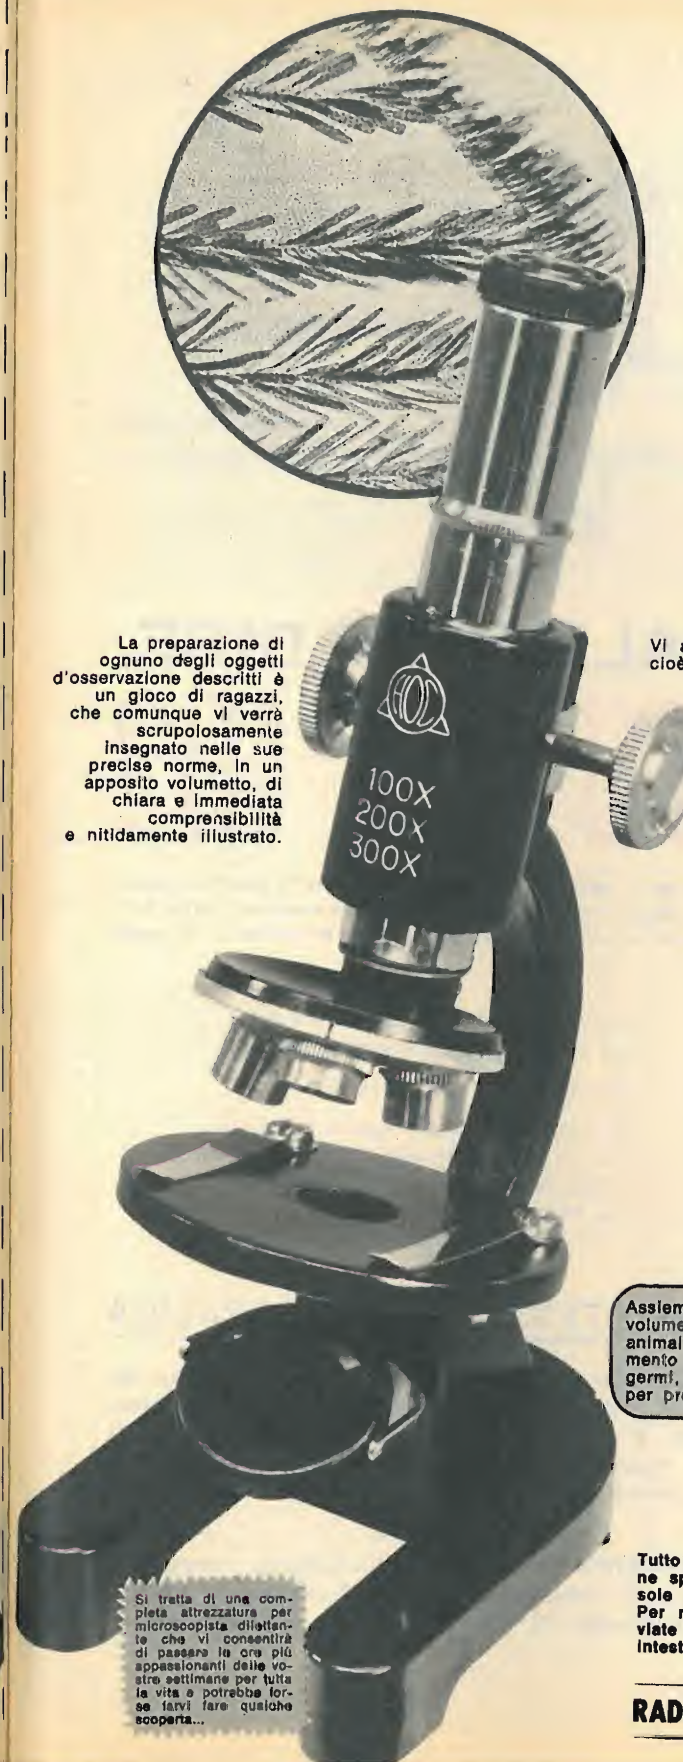 La preparazione di
ognuno degli oggetti
d'osservazione descritti è
un gioco di ragazzi,
che comunque vi verrà
scrupolosamente
insegnato nelle sue
precise norme, in un
apposito volumetto, di
chiara e immediata
comprensibilità
e nitidamente illustrato.
Vi a
cioè
HOC
100X
200X
300X
Assiem
volume
animal
mento
germi,
per pre
Tutto
ne sp
sole
Per r
viate
intest
Si tratta di una com-
pleta attrezzatura per
microscopista dilettan-
te che vi consentirà
di passare le ore più
appassionanti delle vo-
stre settimane per tutta
la vita e potrebbe for-
se farvi fare qualche
scoperta...
RAD